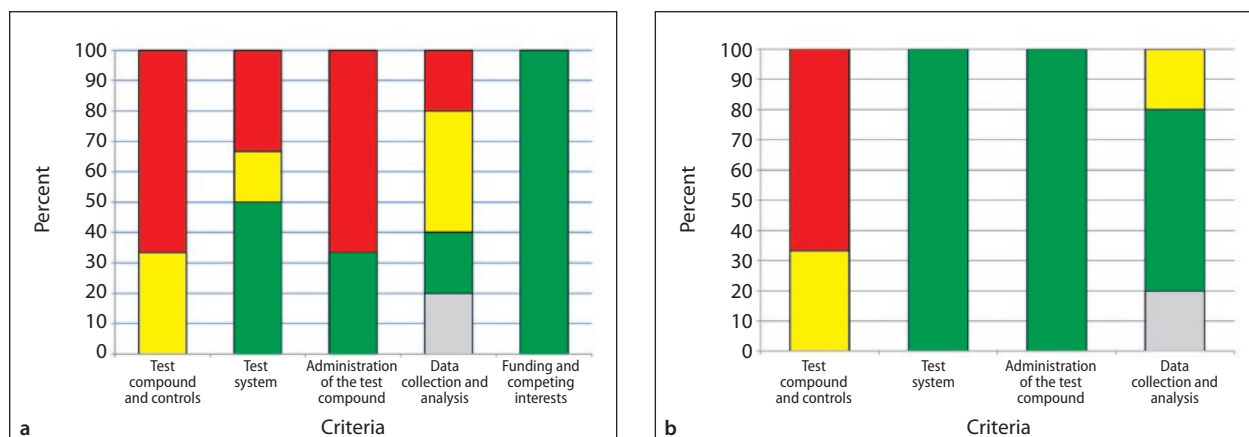 100
90
80
70
60
50
40
30
20
10
0
Percent
Test
compound
and controls
Test
system
Administration
of the test
compound
Data
collection and
analysis
Funding and
competing
interests
Criteria
a
100
90
80
70
60
50
40
30
20
10
0
Percent
Test
compound
and controls
Test
system
Administration
of the test
compound
Data
collection and
analysis
Criteria
b